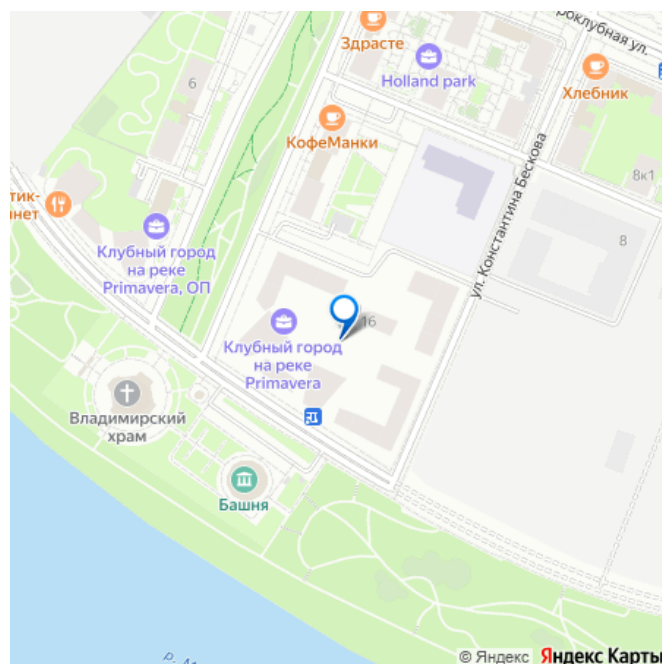 Здрасте
Holland park
роклубная ул.
Хлебник
6
КофеМанки
8к1
тик-
нет
Клубный город
на реке
Primavera, ОП
ул. Константина Бескова
8
16
Клубный город
на реке
Primavera
Владимирский
храм
Башня
© Яндекс Яндекс Карты